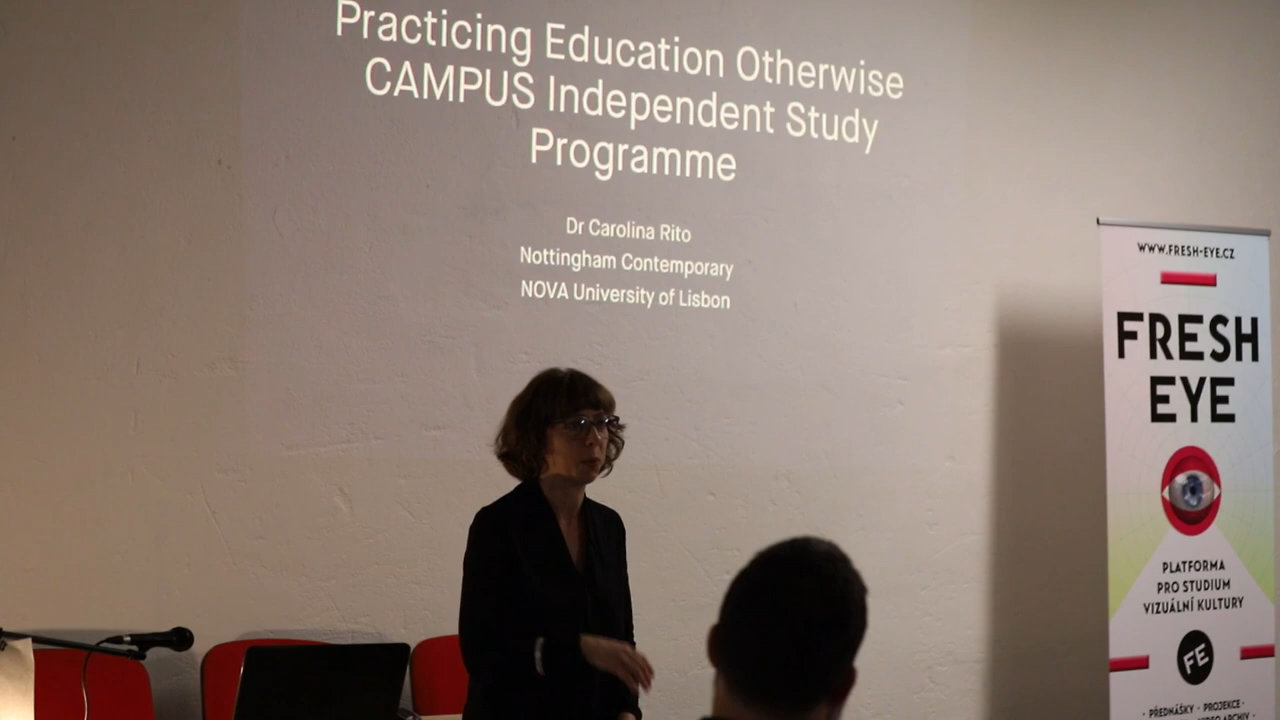 Practicing Education Otherwise
CAMPUS Independent Study
Programme
Dr Carolina Rito
Nottingham Contemporary
NOVA University of Lisbon
WWW.FRESH-EYE.CZ
FRESH
EYE
PLATFORMA
PRO STUDIUM
VIZUÁLNÍ KULTURY
FE
· PŘEDNÁŠKY · PROJEKCE ·